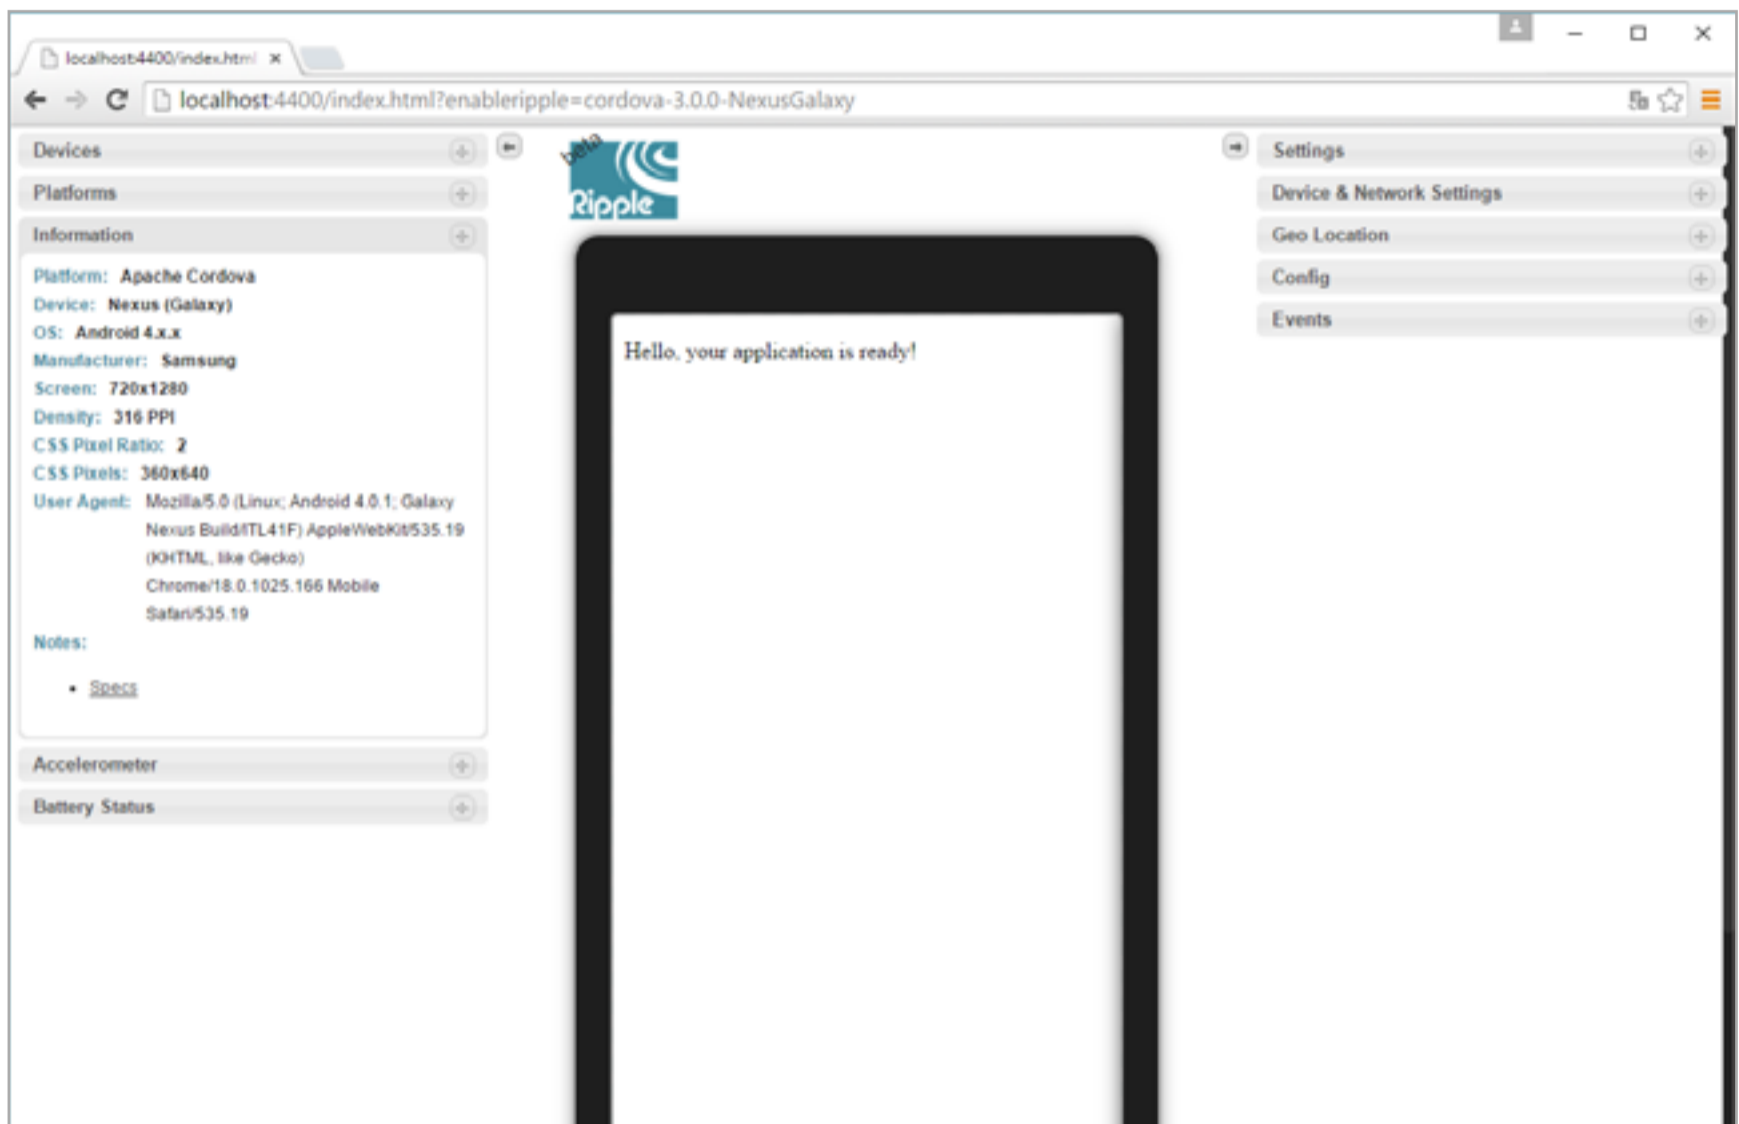 localhost:4400/index.html
localhost:4400/index.html?enableripple=cordova-3.0.0-NexusGalaxy
Devices
Platforms
Information
Platform: Apache Cordova
Device: Nexus (Galaxy)
OS: Android 4.x.x
Manufacturer: Samsung
Screen: 720x1280
Density: 316 PPI
CSS Pixel Ratio: 2
CSS Pixels: 360x640
User Agent: Mozilla/5.0 (Linux; Android 4.0.1; Galaxy
Nexus Build/ITL41F) AppleWebKit/535.19
(KHTML, like Gecko)
Chrome/18.0.1025.166 Mobile
Safari/535.19
Notes:
Specs
Accelerometer
Battery Status
beta
Ripple
Hello, your application is ready!
Settings
Device & Network Settings
Geo Location
Config
Events